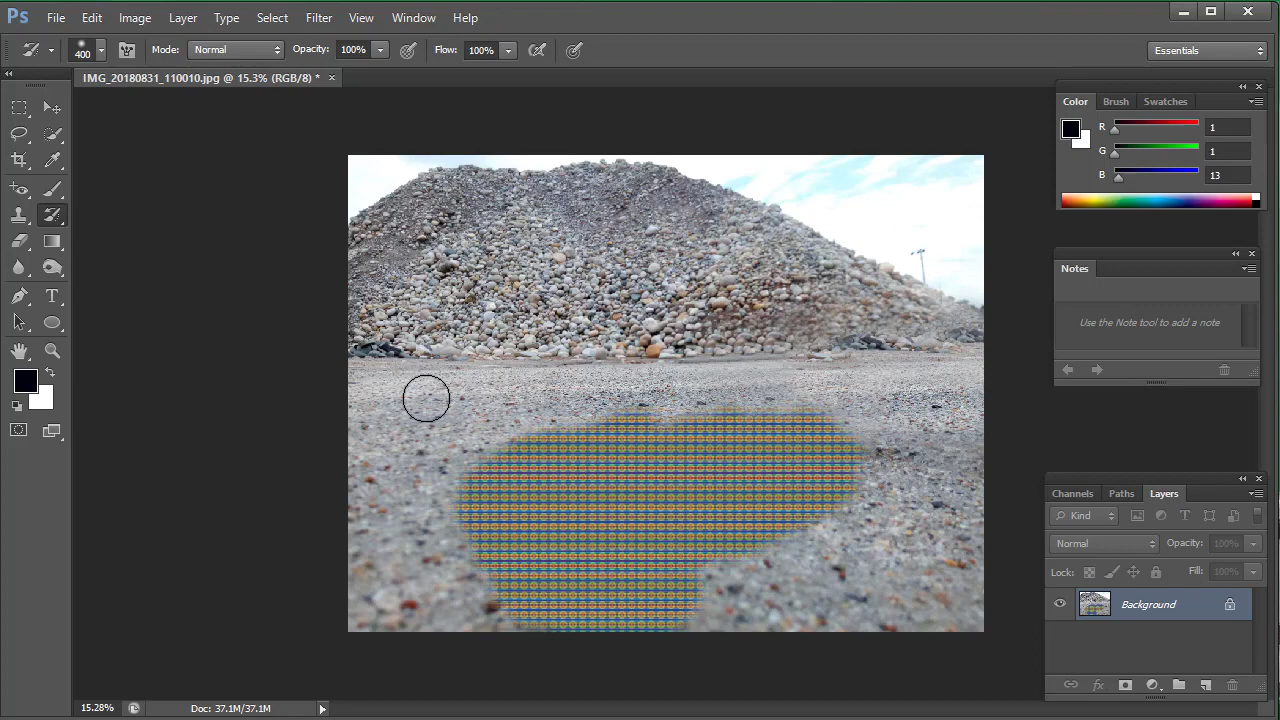 Ps File Edit Image Layer Type Select Filter View Window Help
400 Mode: Normal Opacity: 100% Flow: 100% Essentials
IMG_20180831_110010.jpg @ 15.3% (RGB/8) * ×
Color Brush Swatches
R 1
G 1
B 13
Notes
Use the Note tool to add a note
Channels Paths Layers
Kind
Normal Opacity: 100%
Lock: Fill: 100%
Background
15.28% Doc: 37.1M/37.1M